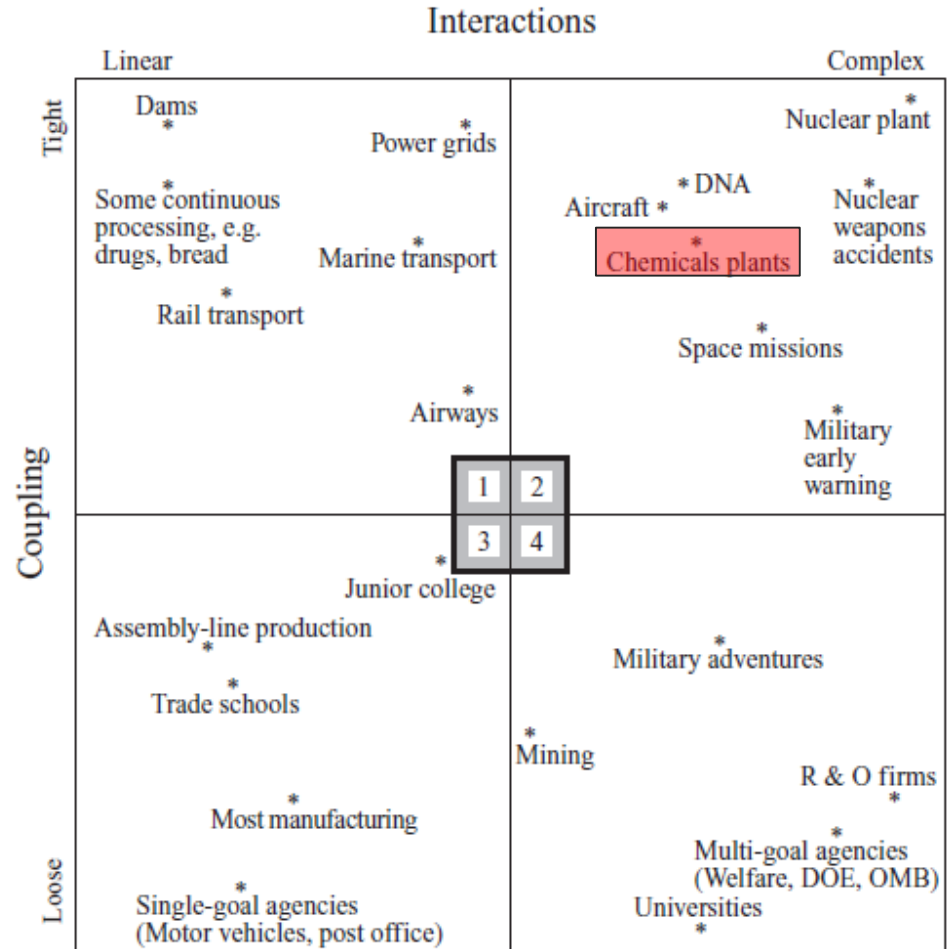 Interactions
Linear
Complex
Tight
Coupling
Loose
Dams
Power grids
Some continuous
processing, e.g.
drugs, bread
Marine transport
Rail transport
Airways
1
Nuclear plant
DNA
Aircraft
Nuclear
weapons
accidents
Chemicals plants
Space missions
Military
early
warning
2
3
Junior college
Assembly-line production
Trade schools
Most manufacturing
Single-goal agencies
(Motor vehicles, post office)
4
Military adventures
Mining
R & O firms
Multi-goal agencies
(Welfare, DOE, OMB)
Universities